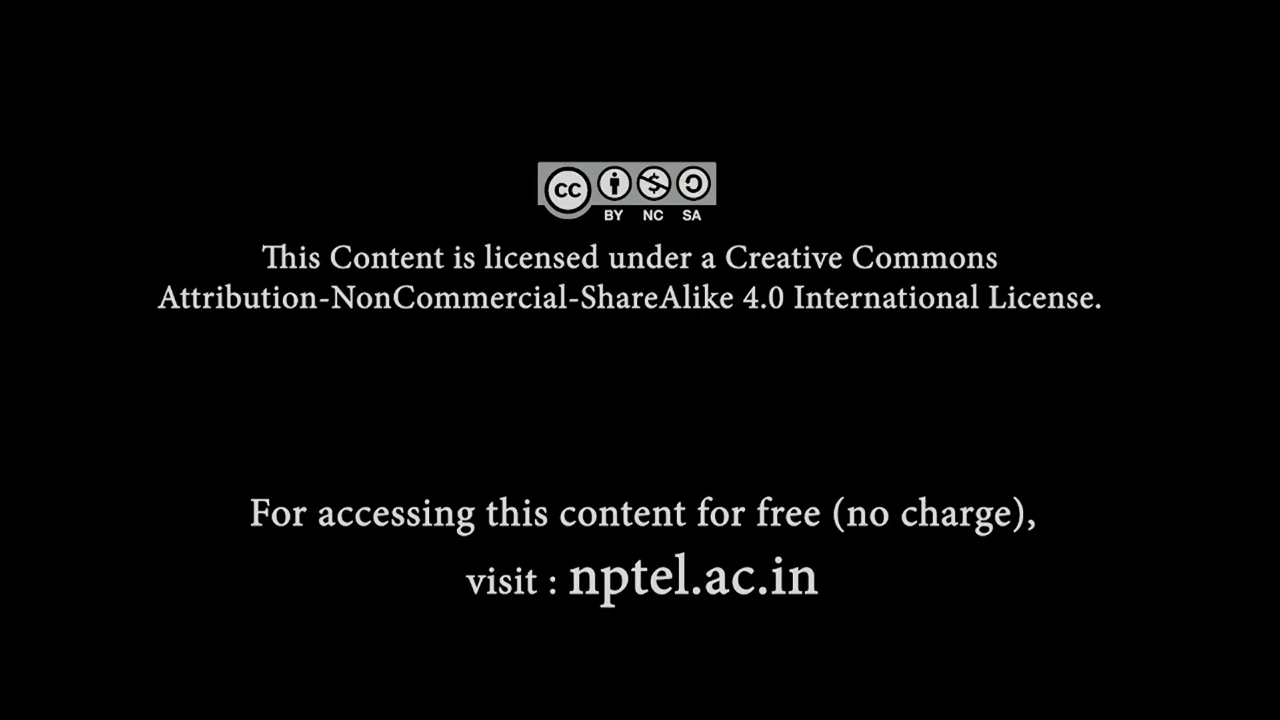 CC
BY NC SA
This Content is licensed under a Creative Commons
Attribution-NonCommercial-ShareAlike 4.0 International License.
For accessing this content for free (no charge),
visit : nptel.ac.in